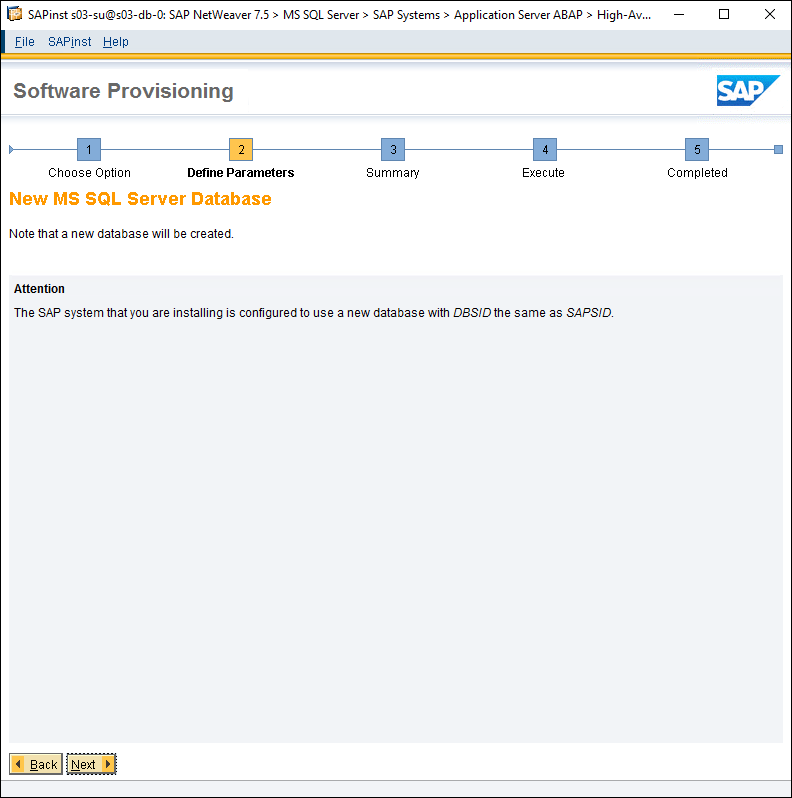 SAPinst s03-su@s03-db-0: SAP NetWeaver 7.5 > MS SQL Server > SAP Systems > Application Server ABAP > High-Av...
File SAPinst Help
Software Provisioning
SAP
1 2 3 4 5
Choose Option Define Parameters Summary Execute Completed
New MS SQL Server Database
Note that a new database will be created.
Attention
The SAP system that you are installing is configured to use a new database with DBSID the same as SAPSID.
Back Next